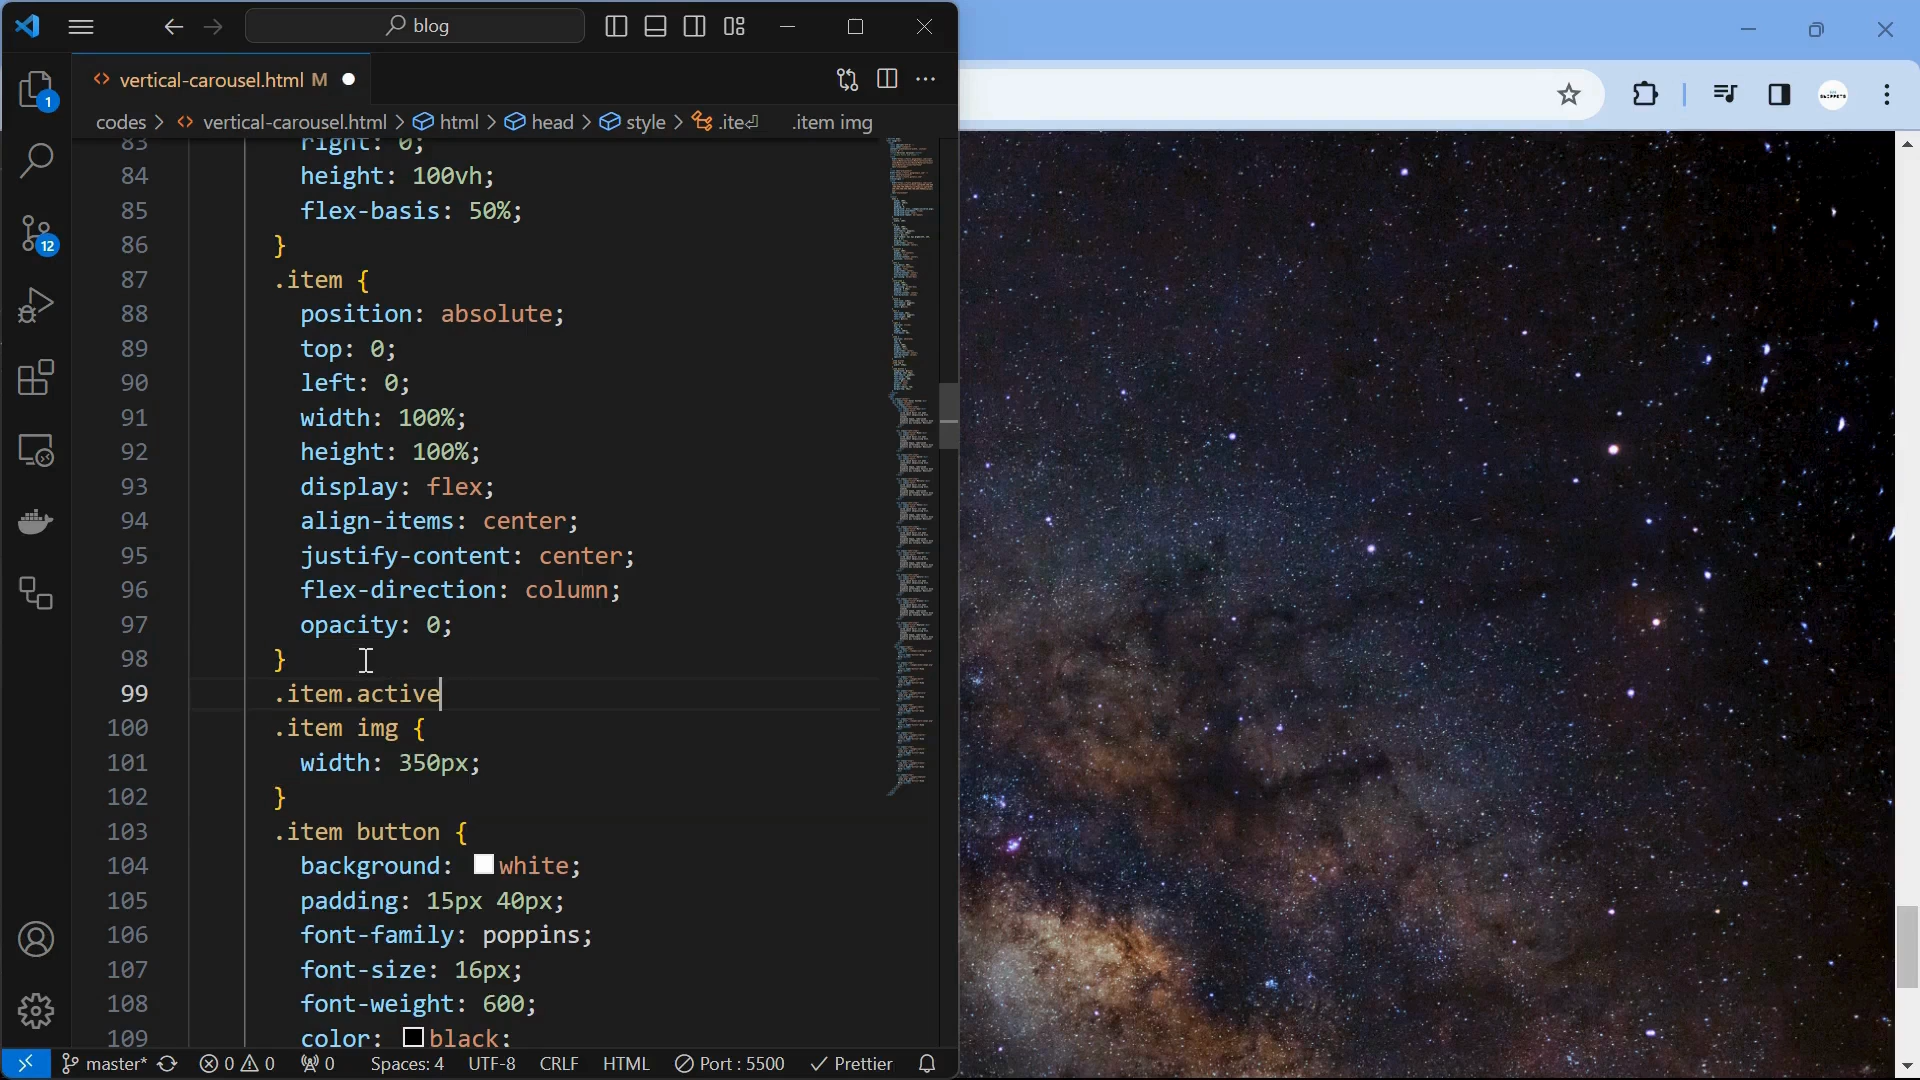 blog
vertical-carousel.html M
1
codes > vertical-carousel.html > html > head > style > .ite⏎ .item img
83 right: 0;
84 height: 100vh;
85 flex-basis: 50%;
86 }
87 .item {
88 position: absolute;
89 top: 0;
90 left: 0;
91 width: 100%;
92 height: 100%;
93 display: flex;
94 align-items: center;
95 justify-content: center;
96 flex-direction: column;
97 opacity: 0;
98 }
99 .item.active
100 .item img {
101 width: 350px;
102 }
103 .item button {
104 background: white;
105 padding: 15px 40px;
106 font-family: poppins;
107 font-size: 16px;
108 font-weight: 600;
109 color: black;
12
master* 0 0 0 Spaces: 4 UTF-8 CRLF HTML Port : 5500 Prettier